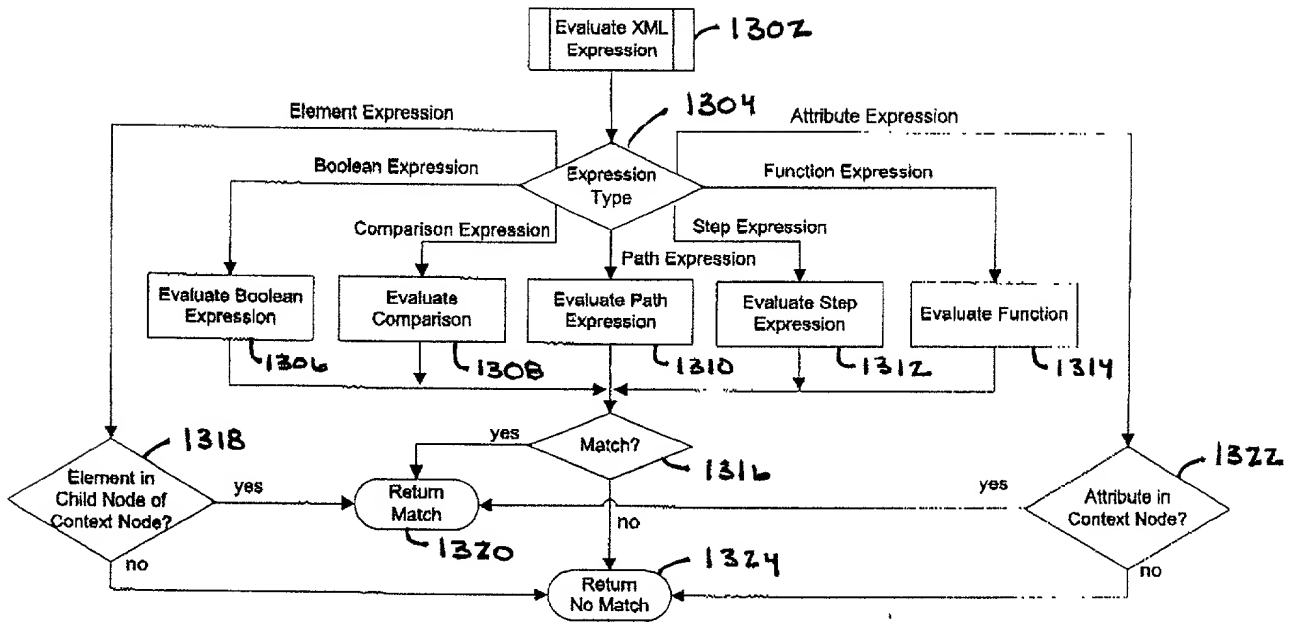 Evaluate XML
Expression
1302
1304
Element Expression
Attribute Expression
Boolean Expression
Expression
Type
Function Expression
Comparison Expression
Step Expression
Path Expression
Evaluate Boolean
Expression
Evaluate
Comparison
Evaluate Path
Expression
Evaluate Step
Expression
Evaluate Function
1306
1308
1310
1312
1314
1318
yes
Match?
1316
1322
Element in
Child Node of
Context Node?
yes
Return
Match
yes
Attribute in
Context Node?
1320
no
no
1324
no
Return
No Match